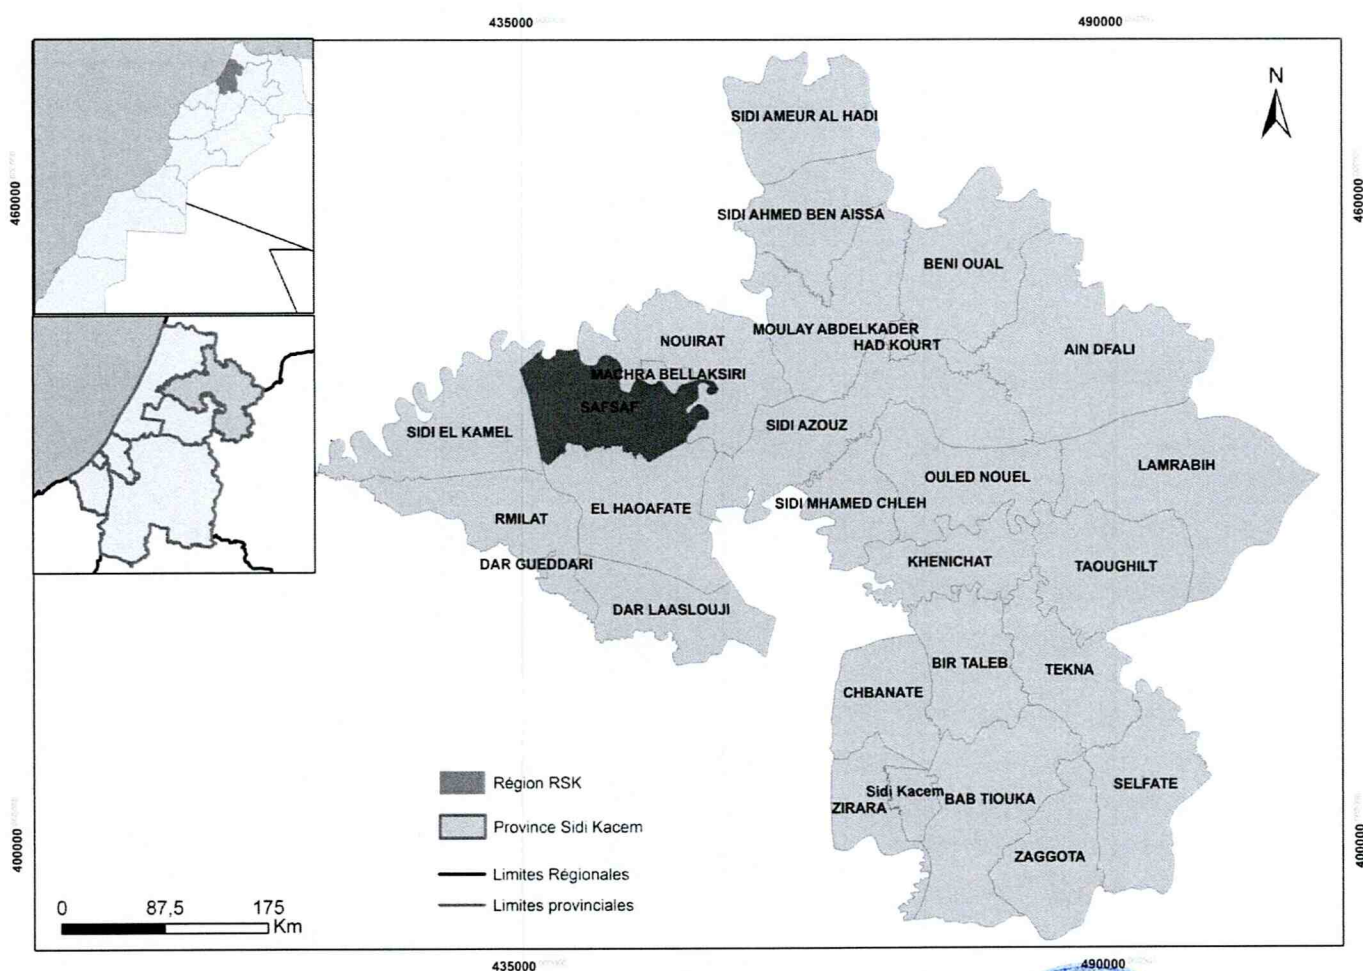 435000
490000
460000
460000
N
SIDI AMEUR AL HADI
SIDI AHMED BEN AISSA
BENI OUAL
MOULAY ABDELKADER
NOUIRAT
HAD KOURT
AIN DFALI
MACHRA BELLAKSIRI
SAFSAF
SIDI AZOUZ
SIDI EL KAMEL
LAMRABIH
OULED NOUEL
SIDI MHAMED CHLEH
EL HAOAFATE
RMILAT
KHENICHAT
DAR GUEDDARI
TAOUGHILT
DAR LAASLOUJI
BIR TALEB
TEKNA
CHBANATE
SELFATE
Sidi Kacem
BAB TIOUKA
ZIRARA
ZAGGOTA
Région RSK
Province Sidi Kacem
Limites Régionales
Limites provinciales
0 87,5 175
Km
400000
400000
435000
490000